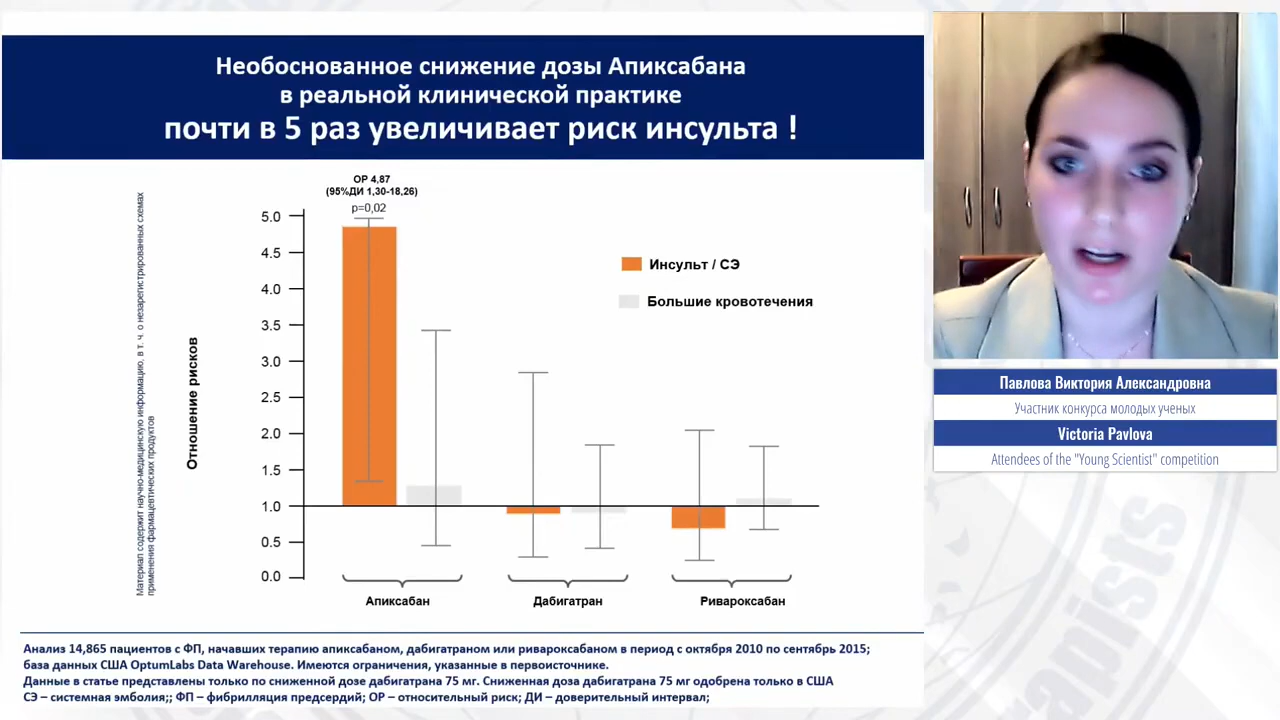 Необоснованное снижение дозы Апиксабана
в реальной клинической практике
почти в 5 раз увеличивает риск инсульта !
Материал содержит научно-медицинскую информацию, в т. ч. о незарегистрированных схемах
применения фармацевтических продуктов
Отношение рисков
ОР 4,87
(95%ДИ 1,30-18,26)
p=0,02
5.0
4.5
4.0
3.5
3.0
2.5
2.0
1.5
1.0
0.5
0.0
Инсульт / СЭ
Большие кровотечения
Апиксабан
Дабигатран
Ривароксабан
Анализ 14,865 пациентов с ФП, начавших терапию апиксабаном, дабигатраном или ривароксабаном в период с октября 2010 по сентябрь 2015;
база данных США OptumLabs Data Warehouse. Имеются ограничения, указанные в первоисточнике.
Данные в статье представлены только по сниженной дозе дабигатрана 75 мг. Сниженная доза дабигатрана 75 мг одобрена только в США
СЭ – системная эмболия;; ФП – фибрилляция предсердий; ОР – относительный риск; ДИ – доверительный интервал;
Павлова Виктория Александровна
Участник конкурса молодых ученых
Victoria Pavlova
Attendees of the "Young Scientist" competition